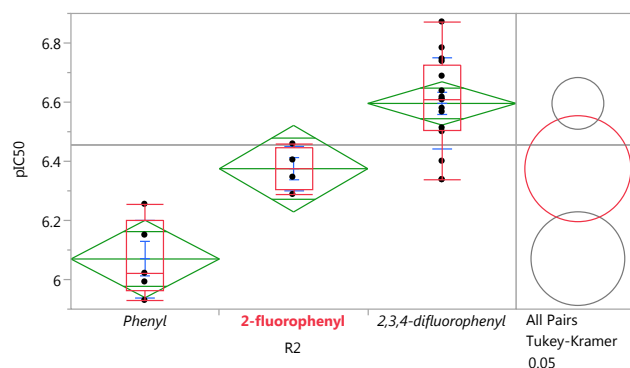 6.8
6.6
6.4
6.2
6
pIC50
Phenyl
2-fluorophenyl
2,3,4-difluorophenyl
R2
All Pairs
Tukey-Kramer
0.05